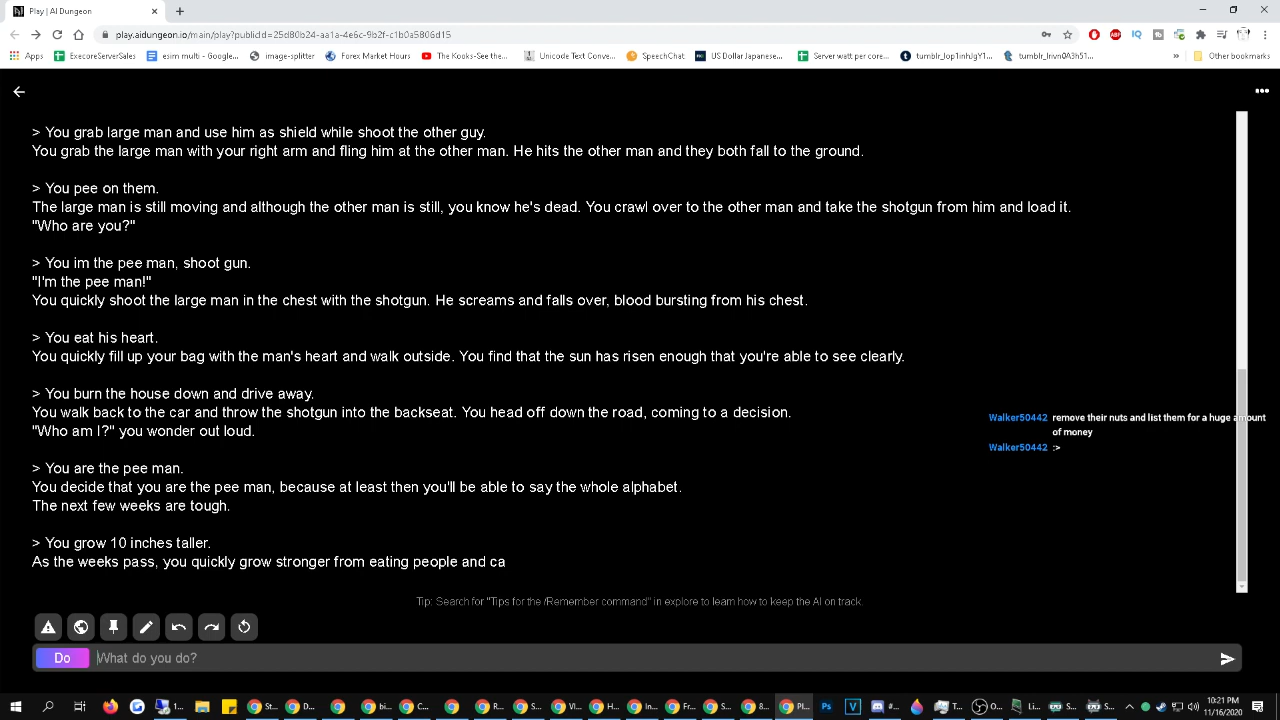 Play | AI Dungeon
play.aidungeon.io/main/play?publicId=25d80b24-aa1a-4e6c-9b2f-c1b0a5806d15
Apps ExecoreServerSales esim multi - Google... image-splitter Forex Market Hours The Kooks-See the... Unicode Text Conve... SpeechChat US Dollar Japanese... Server watt per core... Other bookmarks
> You grab large man and use him as shield while shoot the other guy.
You grab the large man with your right arm and fling him at the other man. He hits the other man and they both fall to the ground.
> You pee on them.
The large man is still moving and although the other man is still, you know he's dead. You crawl over to the other man and take the shotgun from him and load it.
"Who are you?"
> You im the pee man, shoot gun.
"I'm the pee man!"
You quickly shoot the large man in the chest with the shotgun. He screams and falls over, blood bursting from his chest.
> You eat his heart.
You quickly fill up your bag with the man's heart and walk outside. You find that the sun has risen enough that you're able to see clearly.
> You burn the house down and drive away.
You walk back to the car and throw the shotgun into the backseat. You head off down the road, coming to a decision.
Walker50442 remove their nuts and list them for a huge amount
"Who am I?" you wonder out loud.
of money
Walker50442 :>
> You are the pee man.
You decide that you are the pee man, because at least then you'll be able to say the whole alphabet.
The next few weeks are tough.
> You grow 10 inches taller.
As the weeks pass, you quickly grow stronger from eating people and ca
Tip: Search for "Tips for the /Remember command" in explore to learn how to keep the AI on track.
Do What do you do?
10:21 PM
11/16/2020